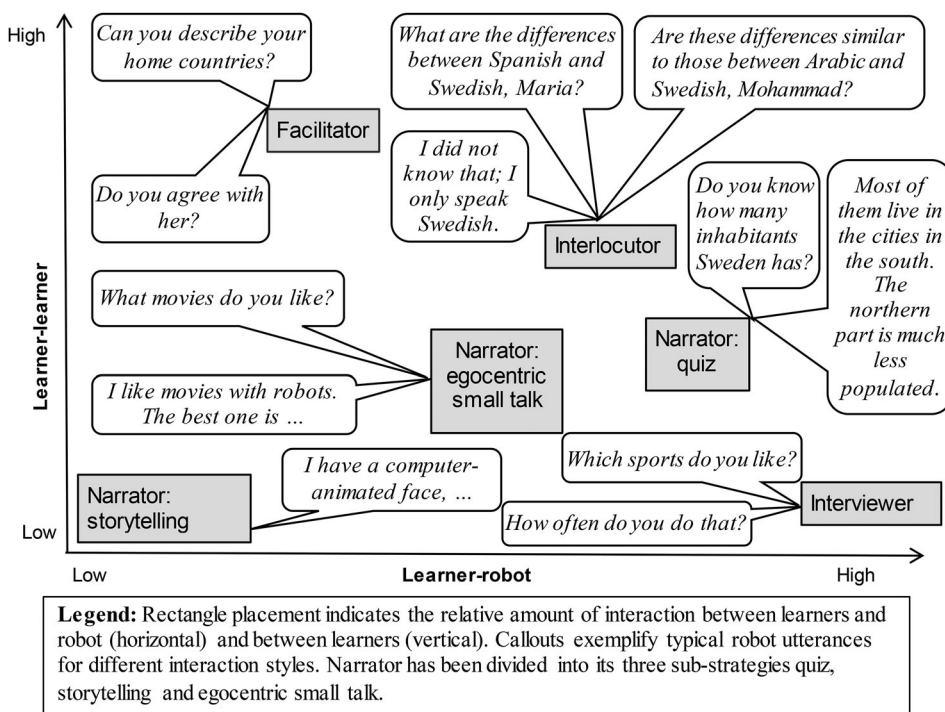 High
Can you describe your
home countries?
Facilitator
Do you agree with
her?
What are the differences
between Spanish and
Swedish, Maria?
Are these differences similar
to those between Arabic and
Swedish, Mohammad?
I did not
know that; I
only speak
Swedish.
Interlocutor
Do you know
how many
inhabitants
Sweden has?
Most of
them live in
the cities in
the south.
The
northern
part is much
less
populated.
Narrator:
quiz
What movies do you like?
Narrator:
egocentric
small talk
I like movies with robots.
The best one is …
Learner-learner
Narrator:
storytelling
I have a computer-
animated face, …
Which sports do you like?
Interviewer
How often do you do that?
Low
Low
Learner-robot
High
Legend: Rectangle placement indicates the relative amount of interaction between learners and
robot (horizontal) and between learners (vertical). Callouts exemplify typical robot utterances
for different interaction styles. Narrator has been divided into its three sub-strategies quiz,
storytelling and egocentric small talk.